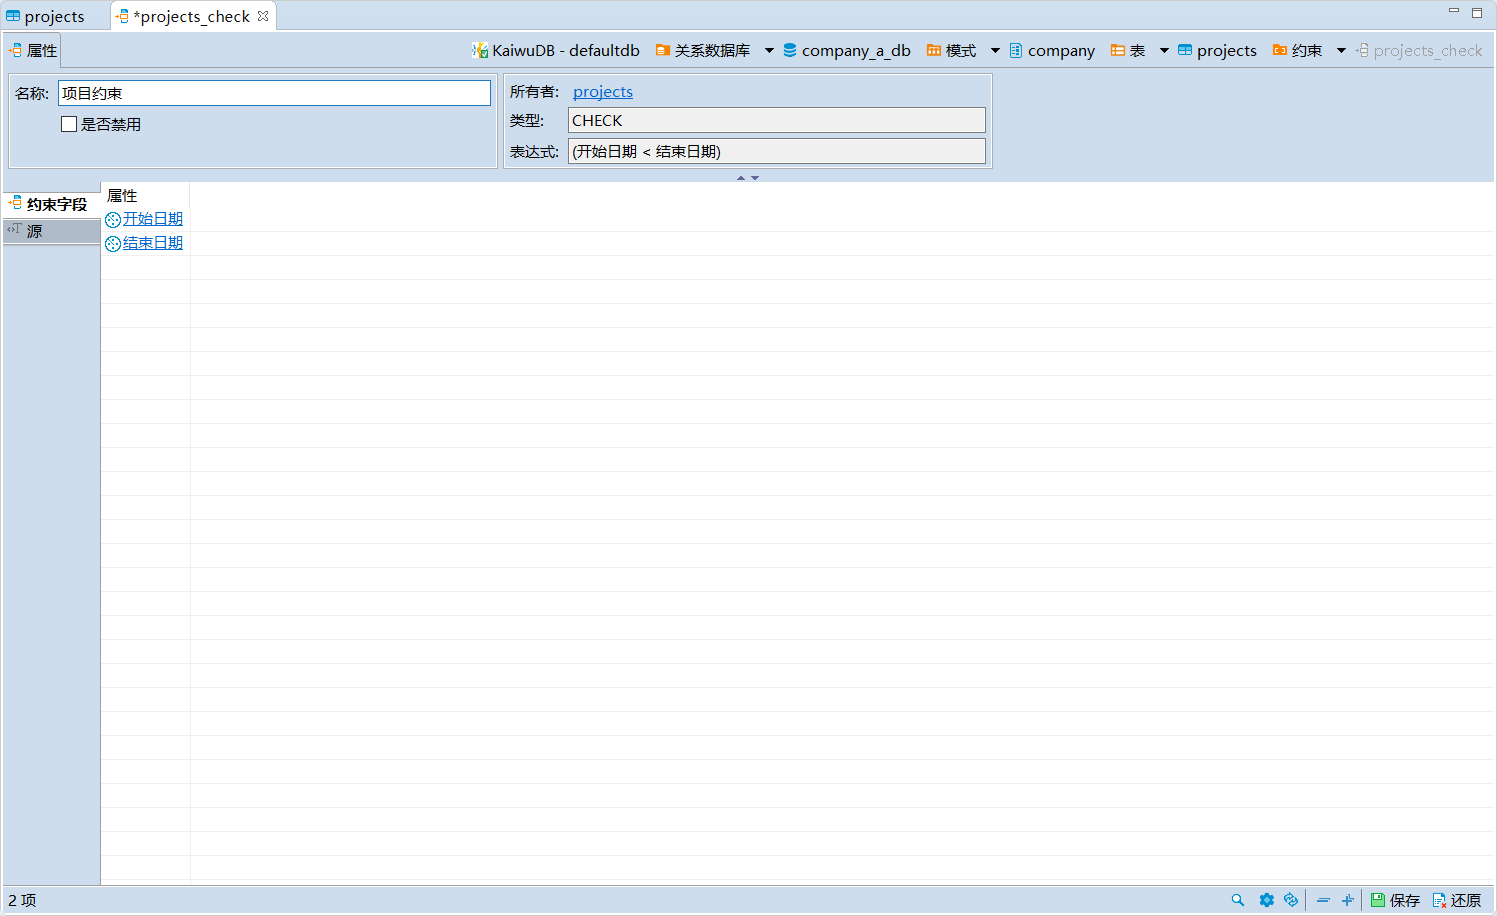 projects
*projects_check
属性
KaiwuDB - defaultdb 关系数据库 company_a_db 模式 company 表 projects 约束 projects_check
名称: 项目约束
是否禁用
所有者: projects
类型: CHECK
表达式: (开始日期 < 结束日期)
约束字段
源
属性
开始日期
结束日期
2 项
保存 还原